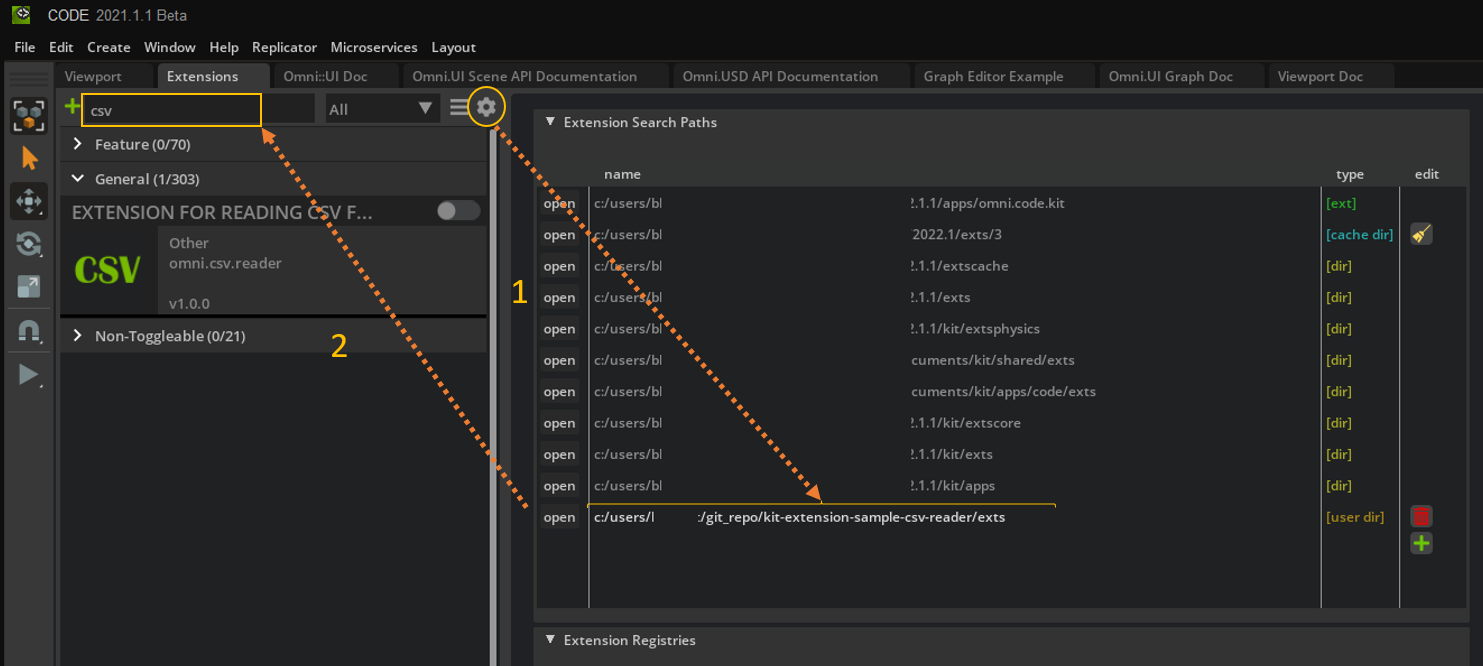 CODE 2021.1.1 Beta
File Edit Create Window Help Replicator Microservices Layout
Viewport Extensions Omni::UI Doc Omni.UI Scene API Documentation Omni.USD API Documentation Graph Editor Example Omni.UI Graph Doc Viewport Doc
csv All
Feature (0/70)
General (1/303)
EXTENSION FOR READING CSV F...
CSV
Other
omni.csv.reader
v1.0.0
Non-Toggleable (0/21)
1
2
Extension Search Paths
name type edit
open c:/users/bl 2.1.1/apps/omni.code.kit [ext]
open c:/users/bl 2022.1/exts/3 [cache dir]
open c:/users/bl 2.1.1/extscache [dir]
open c:/users/bl 2.1.1/exts [dir]
open c:/users/bl 2.1.1/kit/extsphysics [dir]
open c:/users/bl cuments/kit/shared/exts [dir]
open c:/users/bl cuments/kit/apps/code/exts [dir]
open c:/users/bl 2.1.1/kit/extscore [dir]
open c:/users/bl 2.1.1/kit/exts [dir]
open c:/users/bl 2.1.1/kit/apps [dir]
open c:/users/l :/git_repo/kit-extension-sample-csv-reader/exts [user dir]
Extension Registries